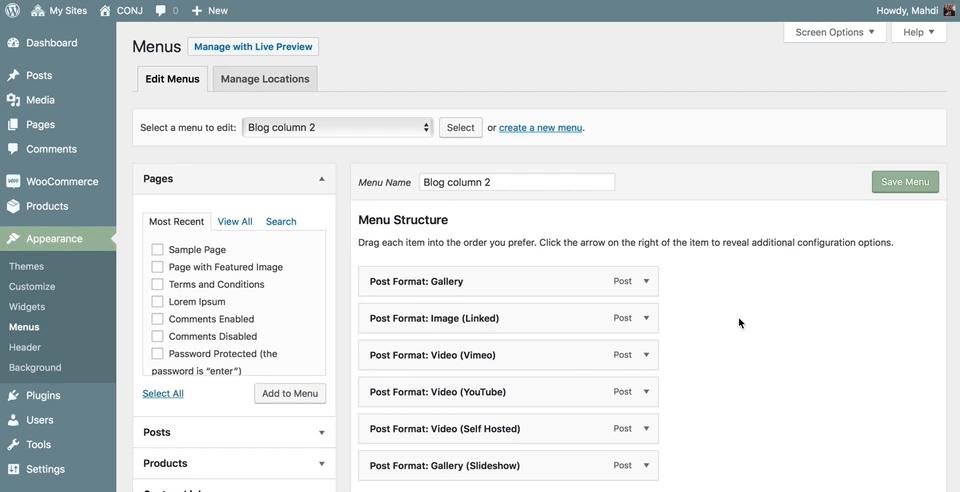 My Sites CONJ 0 New Howdy, Mahdi
Dashboard
Posts
Media
Pages
Comments
WooCommerce
Products
Appearance
Themes
Customize
Widgets
Menus
Header
Background
Plugins
Users
Tools
Settings
Screen Options Help
Menus Manage with Live Preview
Edit Menus Manage Locations
Select a menu to edit: Blog column 2 Select or create a new menu.
Pages
Most Recent View All Search
Sample Page
Page with Featured Image
Terms and Conditions
Lorem Ipsum
Comments Enabled
Comments Disabled
Password Protected (the
password is “enter”)
Select All Add to Menu
Posts
Products
Menu Name Blog column 2 Save Menu
Menu Structure
Drag each item into the order you prefer. Click the arrow on the right of the item to reveal additional configuration options.
Post Format: Gallery Post
Post Format: Image (Linked) Post
Post Format: Video (Vimeo) Post
Post Format: Video (YouTube) Post
Post Format: Video (Self Hosted) Post
Post Format: Gallery (Slideshow) Post